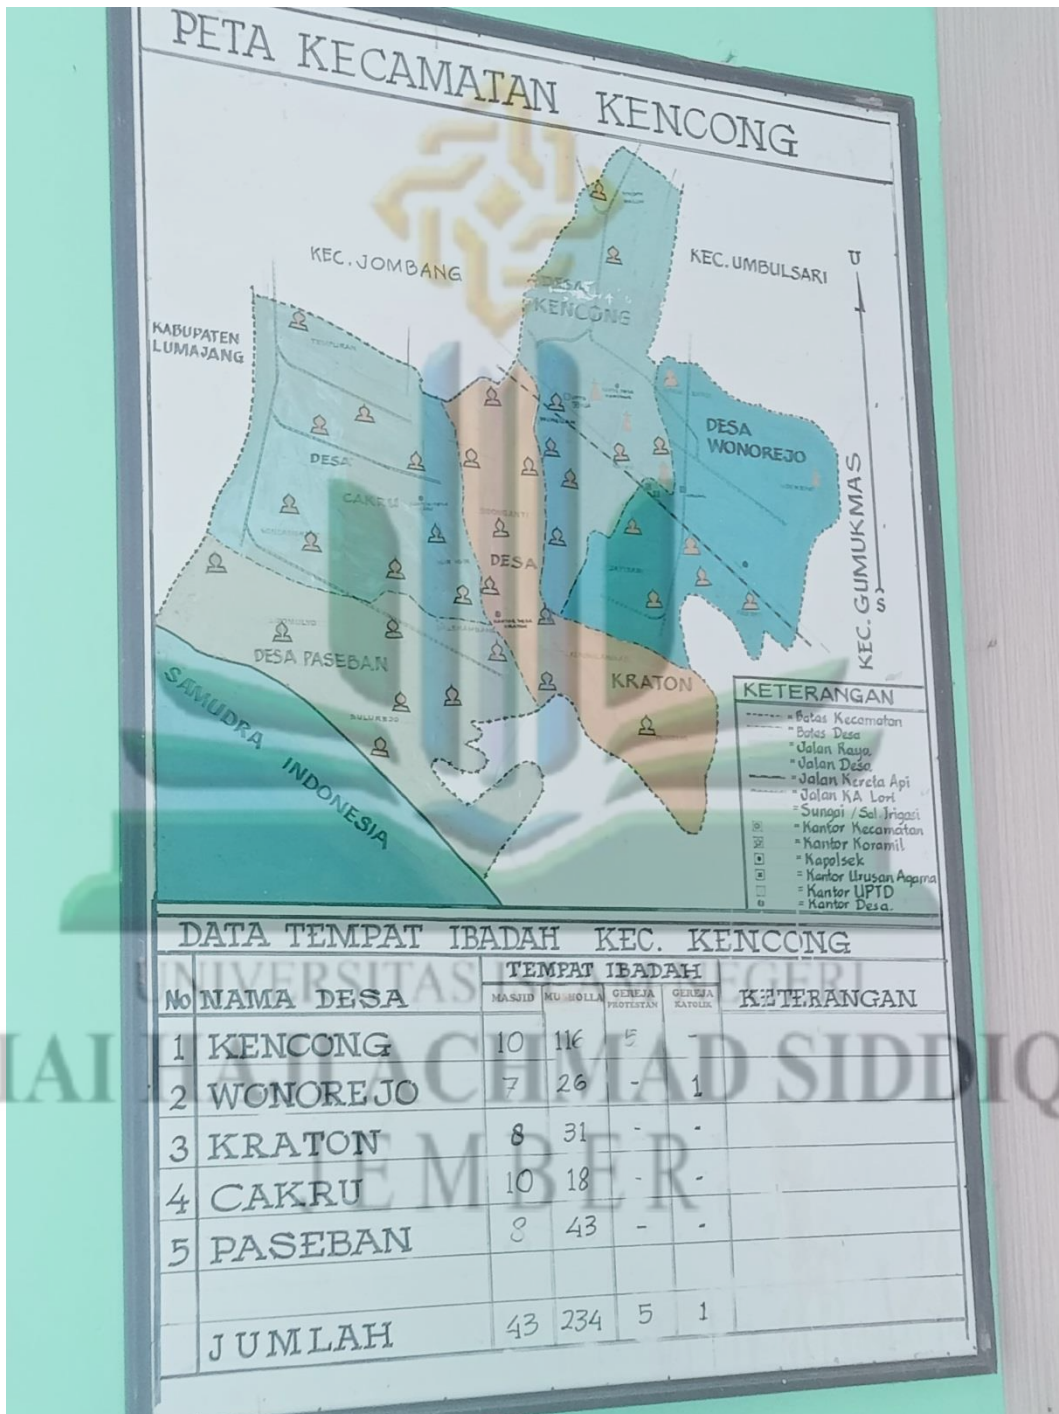 PETA KECAMATAN KENCONG
KEC. JOMBANG
KEC. UMBULSARI
U
KABUPATEN
LUMAJANG
DESA
KENCONG
DESA
WONOREJO
DESA
CAKRU
DESA
KEC. GUMUKMAS
S
DESA PASEBAN
KRATON
SAMUDRA INDONESIA
KETERANGAN
= Batas Kecamatan
= Batas Desa
= Jalan Raya
= Jalan Desa
= Jalan Kereta Api
= Jalan KA Lori
= Sungai / Sal. Irigasi
= Kantor Kecamatan
= Kantor Koramil
= Kapolsek
= Kantor Urusan Agama
= Kantor UPTD
= Kantor Desa.
DATA TEMPAT IBADAH KEC. KENCONG
No NAMA DESA TEMPAT IBADAH KETERANGAN
MASJID MUSHOLLA GEREJA PROTESTAN GEREJA KATOLIK
1 KENCONG 10 116 5 -
2 WONOREJO 7 26 - 1
3 KRATON 8 31 - -
4 CAKRU 10 18 - -
5 PASEBAN 8 43 - -
JUMLAH 43 234 5 1
UNIVERSITAS ISLAM NEGERI
HAJI ACHMAD SIDDIQ
JEMBER